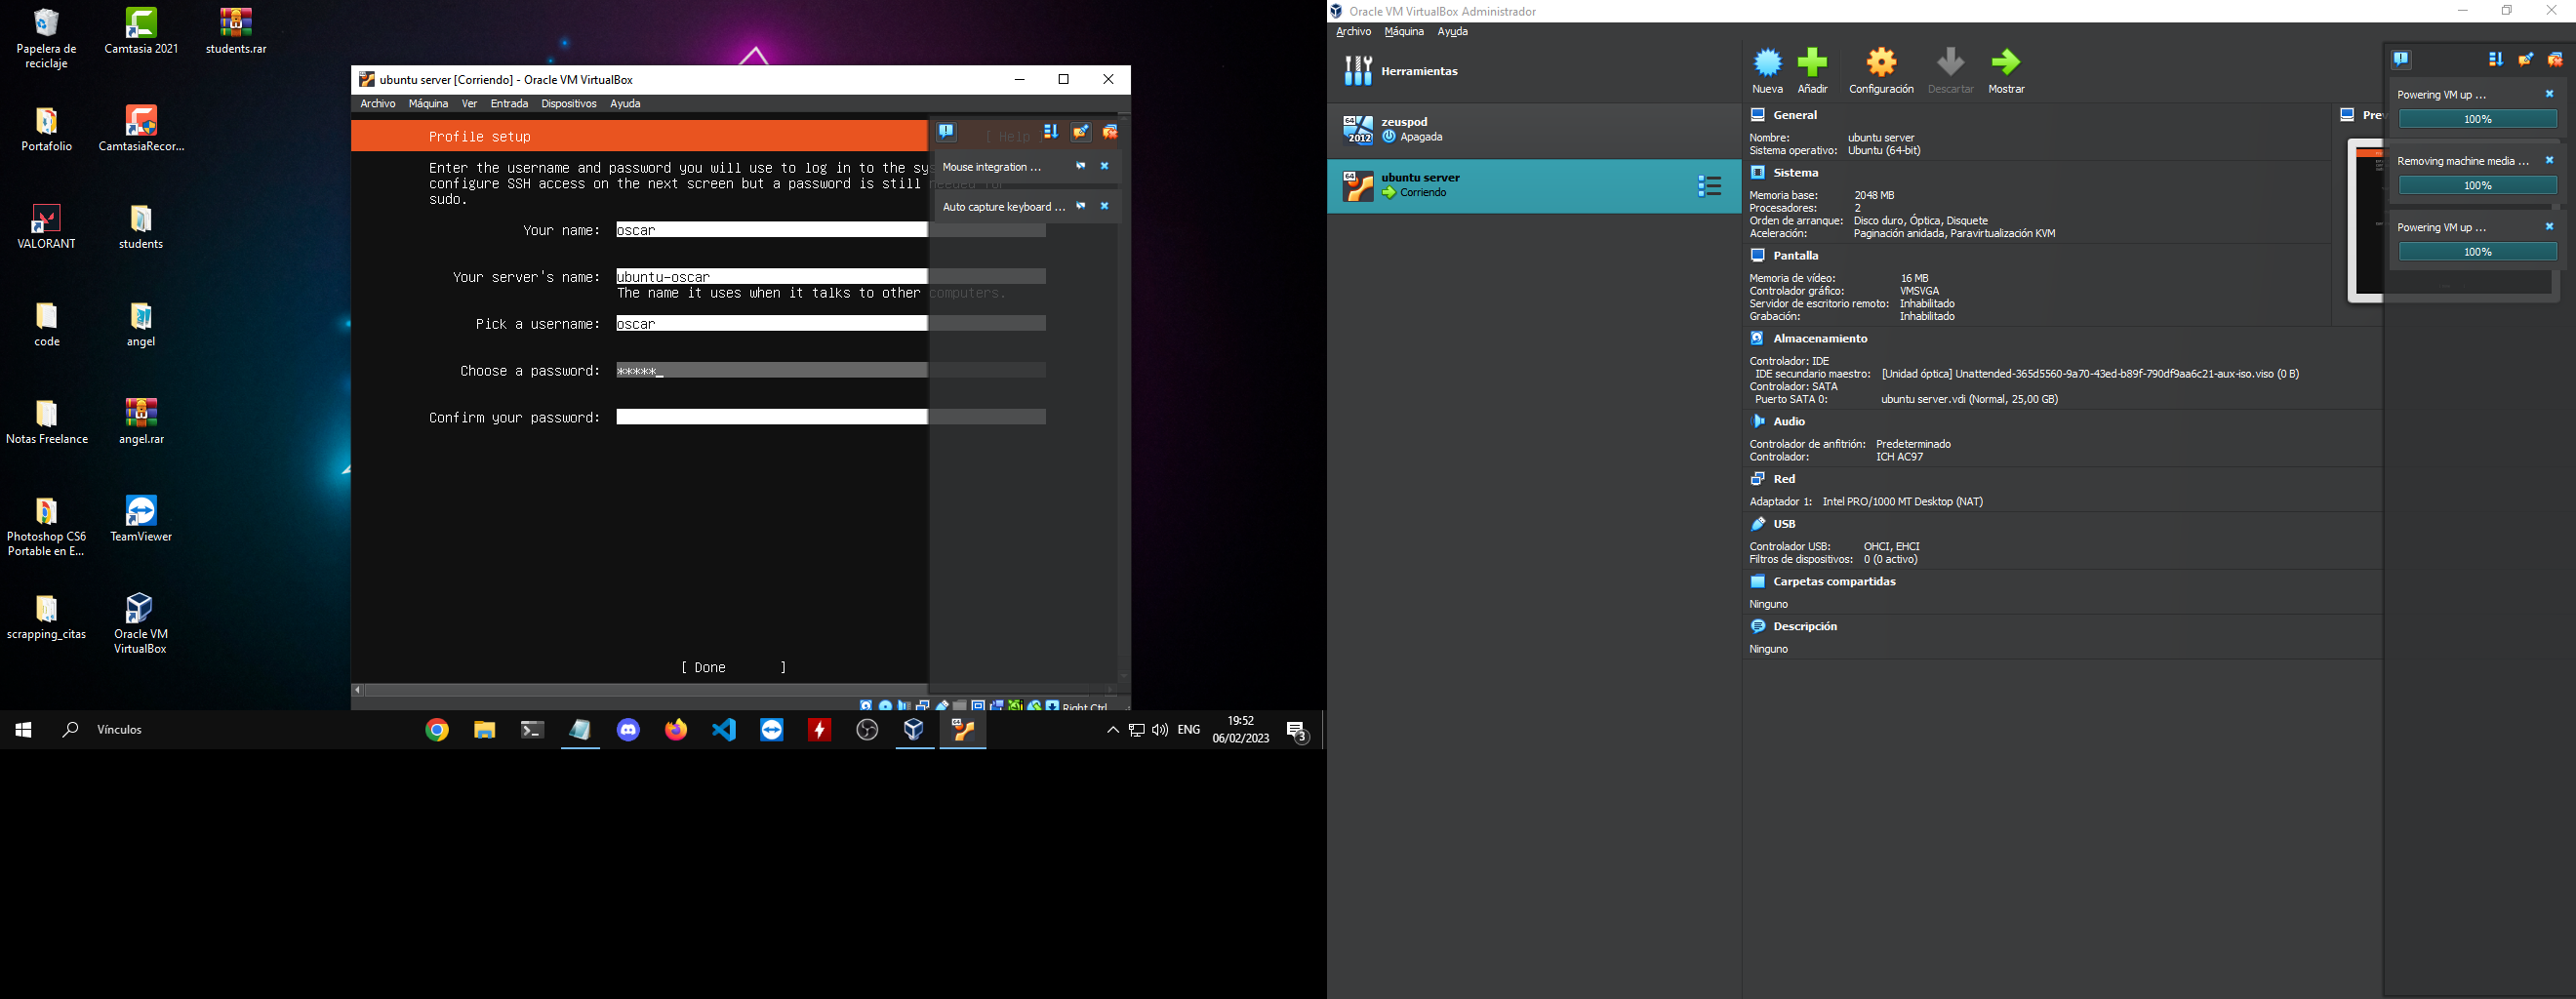 Papelera de reciclaje
Camtasia 2021
students.rar
Portafolio
CamtasiaRecor...
VALORANT
students
code
angel
Notas Freelance
angel.rar
Photoshop CS6 Portable en E...
TeamViewer
scrapping_citas
Oracle VM VirtualBox
ubuntu server [Corriendo] - Oracle VM VirtualBox
Archivo Máquina Ver Entrada Dispositivos Ayuda
Profile setup [ Help ]
Enter the username and password you will use to log in to the sys
configure SSH access on the next screen but a password is still needed for
sudo.
Mouse integration ...
Auto capture keyboard ...
Your name: oscar
Your server's name: ubuntu-oscar
The name it uses when it talks to other computers.
Pick a username: oscar
Choose a password: *****_
Confirm your password:
[ Done ]
Right Ctrl
Vínculos
ENG
19:52
06/02/2023
3
Oracle VM VirtualBox Administrador
Archivo Máquina Ayuda
Herramientas
Nueva Añadir Configuración Descartar Mostrar
64 2012 zeuspod
Apagada
64 ubuntu server
Corriendo
General
Nombre: ubuntu server
Sistema operativo: Ubuntu (64-bit)
Sistema
Memoria base: 2048 MB
Procesadores: 2
Orden de arranque: Disco duro, Óptica, Disquete
Aceleración: Paginación anidada, Paravirtualización KVM
Pantalla
Memoria de vídeo: 16 MB
Controlador gráfico: VMSVGA
Servidor de escritorio remoto: Inhabilitado
Grabación: Inhabilitado
Almacenamiento
Controlador: IDE
IDE secundario maestro: [Unidad óptica] Unattended-365d5560-9a70-43ed-b89f-790df9aa6c21-aux-iso.viso (0 B)
Controlador: SATA
Puerto SATA 0: ubuntu server.vdi (Normal, 25,00 GB)
Audio
Controlador de anfitrión: Predeterminado
Controlador: ICH AC97
Red
Adaptador 1: Intel PRO/1000 MT Desktop (NAT)
USB
Controlador USB: OHCI, EHCI
Filtros de dispositivos: 0 (0 activo)
Carpetas compartidas
Ninguno
Descripción
Ninguno
Prev
Powering VM up ...
100%
Removing machine media ...
100%
Powering VM up ...
100%